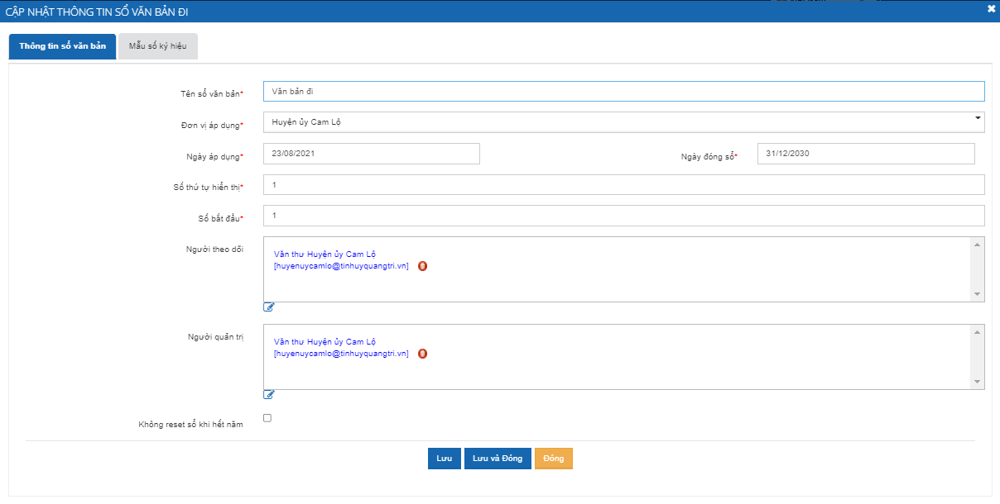 CẬP NHẬT THÔNG TIN SỔ VĂN BẢN ĐI
Thông tin sổ văn bản
Mẫu số ký hiệu
Tên sổ văn bản*
Văn bản đi
Đơn vị áp dụng*
Huyện ủy Cam Lộ
Ngày áp dụng*
23/08/2021
Ngày đóng sổ*
31/12/2030
Số thứ tự hiển thị*
1
Số bắt đầu*
1
Người theo dõi
Văn thư Huyện ủy Cam Lộ
[huyenuycamlo@tinhuyquangtri.vn]
Người quản trị
Văn thư Huyện ủy Cam Lộ
[huyenuycamlo@tinhuyquangtri.vn]
Không reset sổ khi hết năm
Lưu
Lưu và Đóng
Đóng